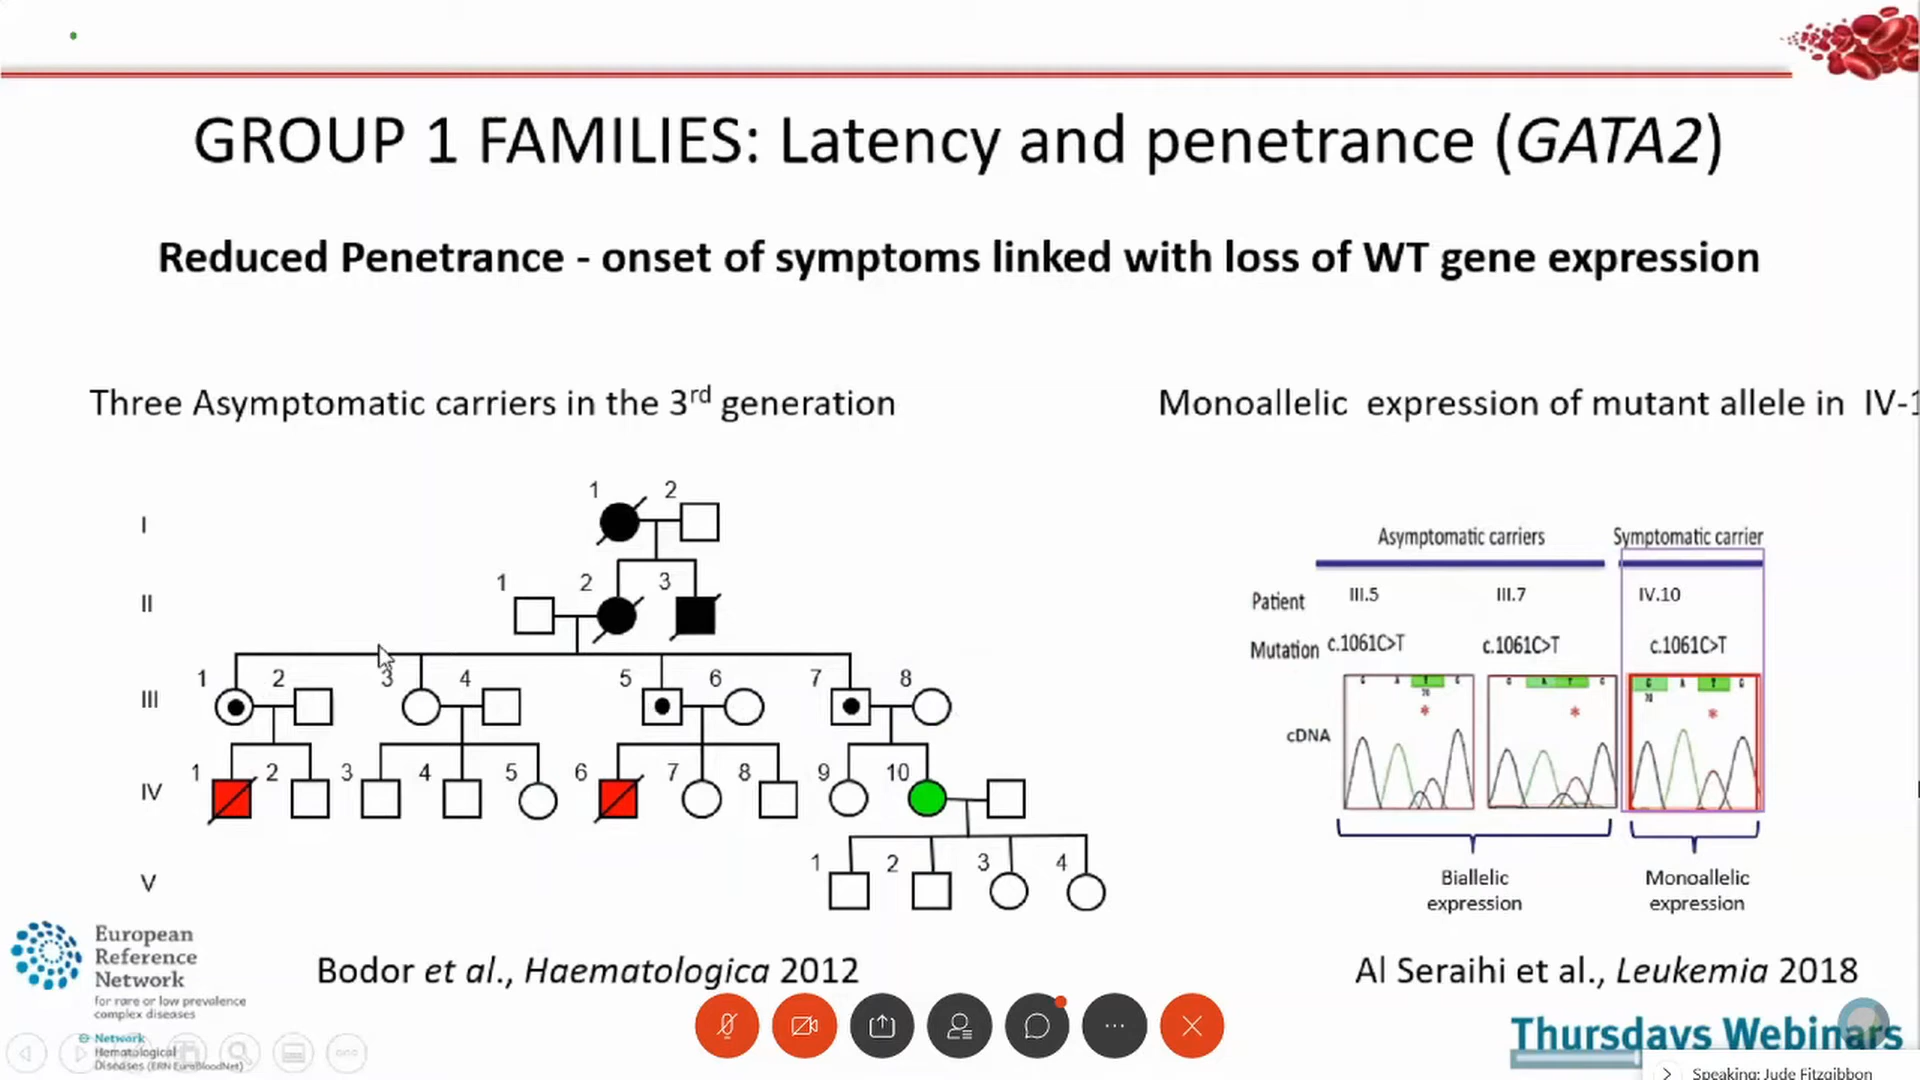 GROUP 1 FAMILIES: Latency and penetrance (GATA2)
Reduced Penetrance - onset of symptoms linked with loss of WT gene expression
Three Asymptomatic carriers in the 3rd generation
Monoallelic expression of mutant allele in IV-1
1 2
I
1 2 3
II
1 2 3 4 5 6 7 8
III
1 2 3 4 5 6 7 8 9 10
IV
1 2 3 4
V
Asymptomatic carriers
Symptomatic carrier
Patient III.5 III.7 IV.10
Mutation c.1061C>T c.1061C>T c.1061C>T
G A T G
G A T G
G A T G
* * *
cDNA
Biallelic
expression
Monoallelic
expression
European
Reference
Network
for rare or low prevalence
complex diseases
Network
Hematological
Diseases (ERN EuroBloodNet)
Bodor et al., Haematologica 2012
Al Seraihi et al., Leukemia 2018
Thursdays Webinars
Speaking: Jude Fitzgibbon